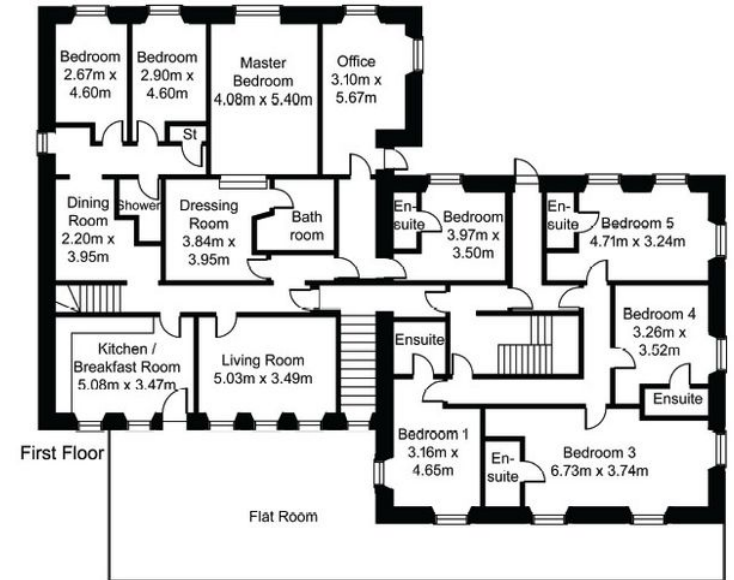 Bedroom
2.67m x
4.60m
Bedroom
2.90m x
4.60m
Master
Bedroom
4.08m x 5.40m
Office
3.10m x
5.67m
St
Dining
Room
2.20m x
3.95m
Shower
Dressing
Room
3.84m x
3.95m
Bath
room
En-
suite
Bedroom
3.97m x
3.50m
En-
suite
Bedroom 5
4.71m x 3.24m
Bedroom 4
3.26m x
3.52m
Ensuite
Kitchen /
Breakfast Room
5.08m x 3.47m
Living Room
5.03m x 3.49m
Ensuite
Bedroom 1
3.16m x
4.65m
En-
suite
Bedroom 3
6.73m x 3.74m
First Floor
Flat Room